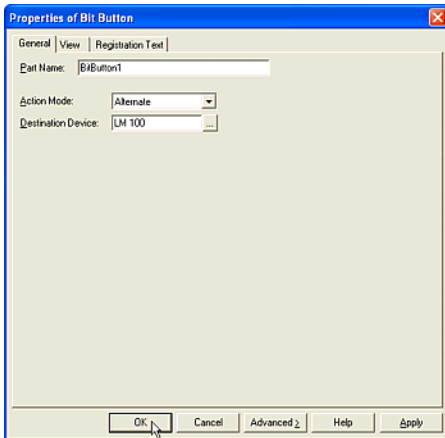 Properties of Bit Button
General View Registration Text
Part Name: BitButton1
Action Mode: Alternate
Destination Device: LM 100 ...
OK Cancel Advanced > Help Apply